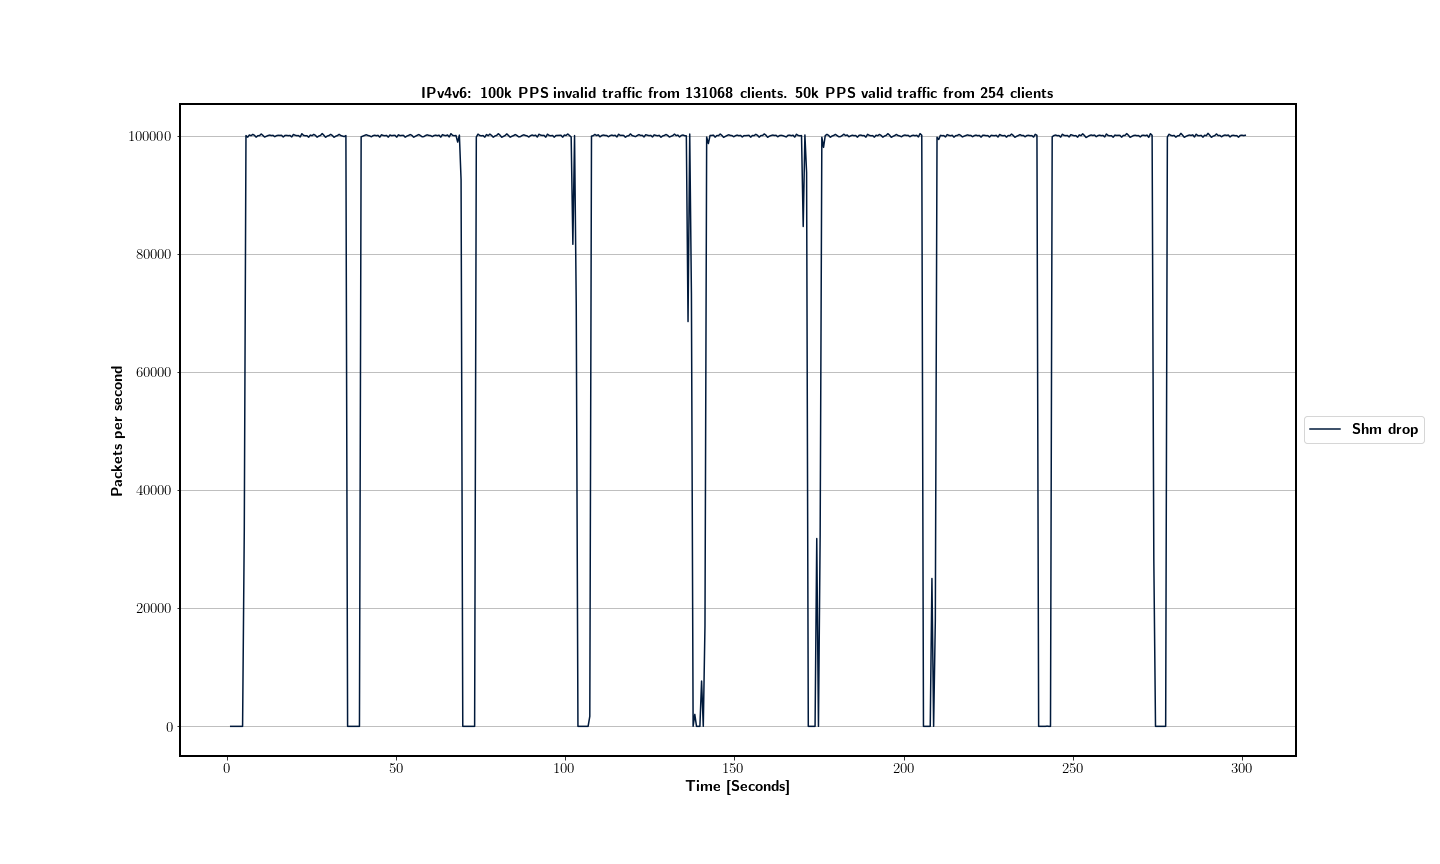 IPv4v6: 100k PPS invalid traffic from 131068 clients. 50k PPS valid traffic from 254 clients
100000
80000
60000
40000
20000
0
Packets per second
Shm drop
0 50 100 150 200 250 300
Time [Seconds]